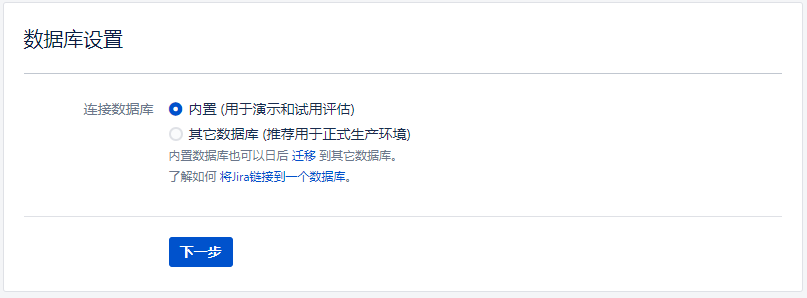 数据库设置
连接数据库 内置 (用于演示和试用评估)
其它数据库 (推荐用于正式生产环境)
内置数据库也可以日后 迁移 到其它数据库。
了解如何 将Jira链接到一个数据库。
下一步